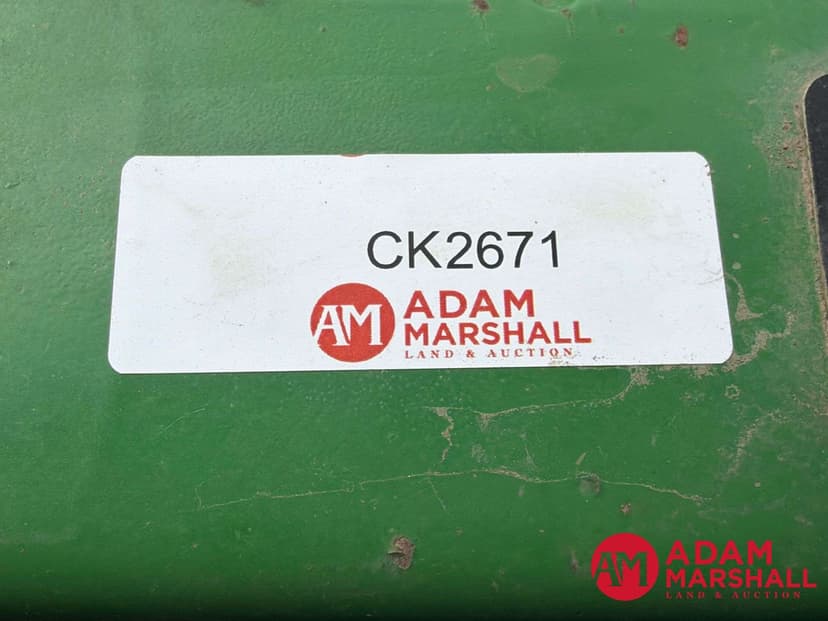 CK2671
AM
ADAM
MARSHALL
LAND & AUCTION
AM
ADAM
MARSHALL
LAND & AUCTION